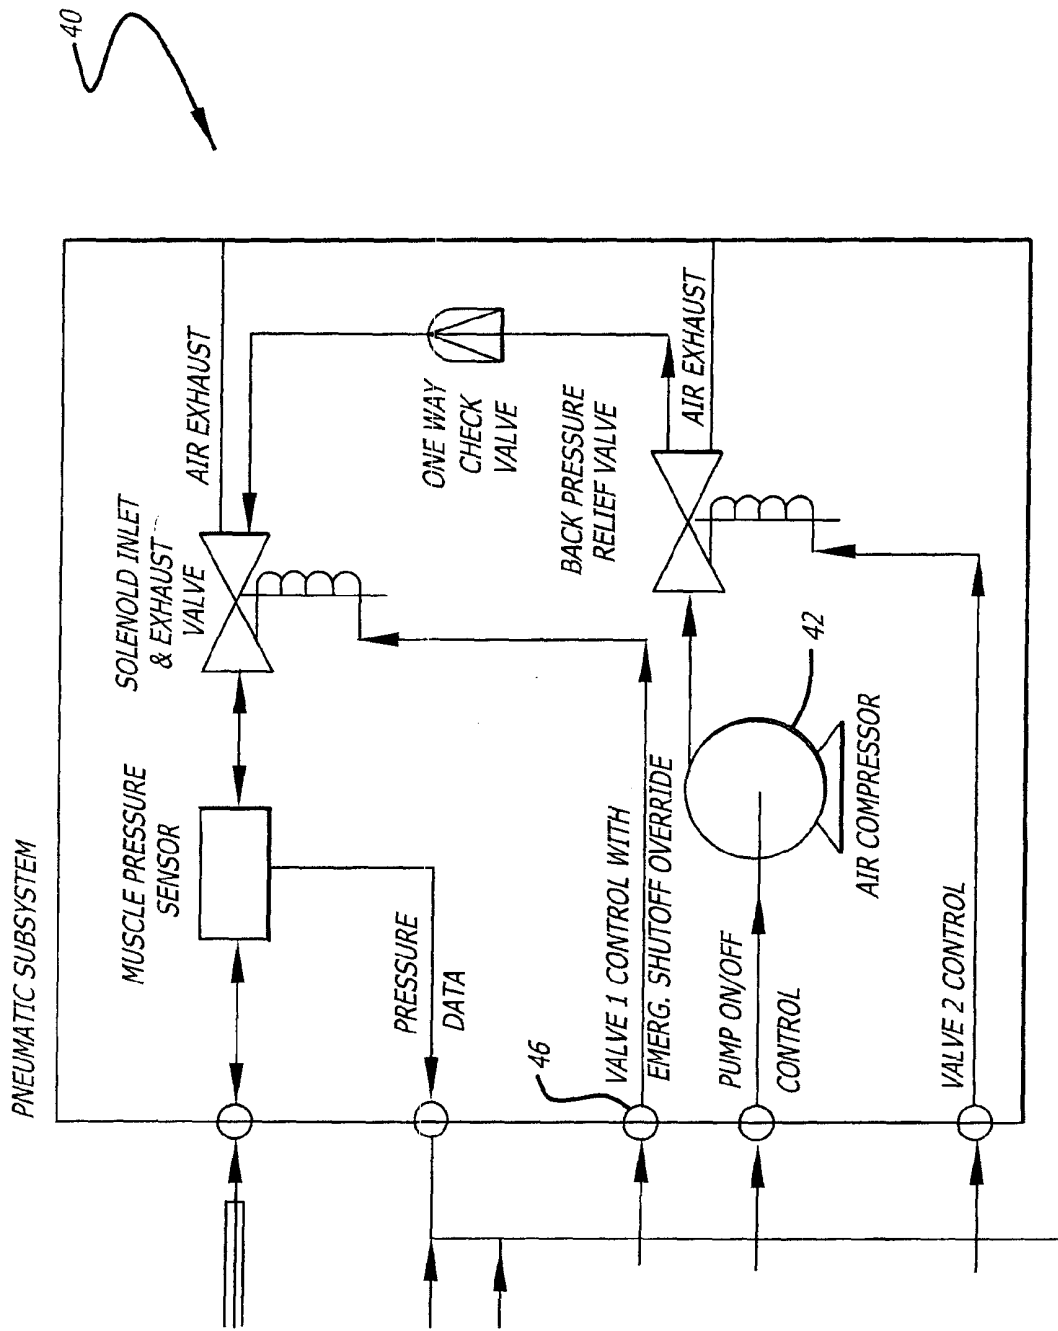 40
PNEUMATIC SUBSYSTEM
MUSCLE PRESSURE
SENSOR
SOLENOLD INLET
& EXHAUST
VALVE
AIR EXHAUST
PRESSURE
DATA
ONE WAY
CHECK
VALVE
46
VALVE 1 CONTROL WITH
EMERG. SHUTOFF OVERRIDE
BACK PRESSURE
RELIEF VALVE
AIR EXHAUST
PUMP ON/OFF
CONTROL
42
AIR COMPRESSOR
VALVE 2 CONTROL